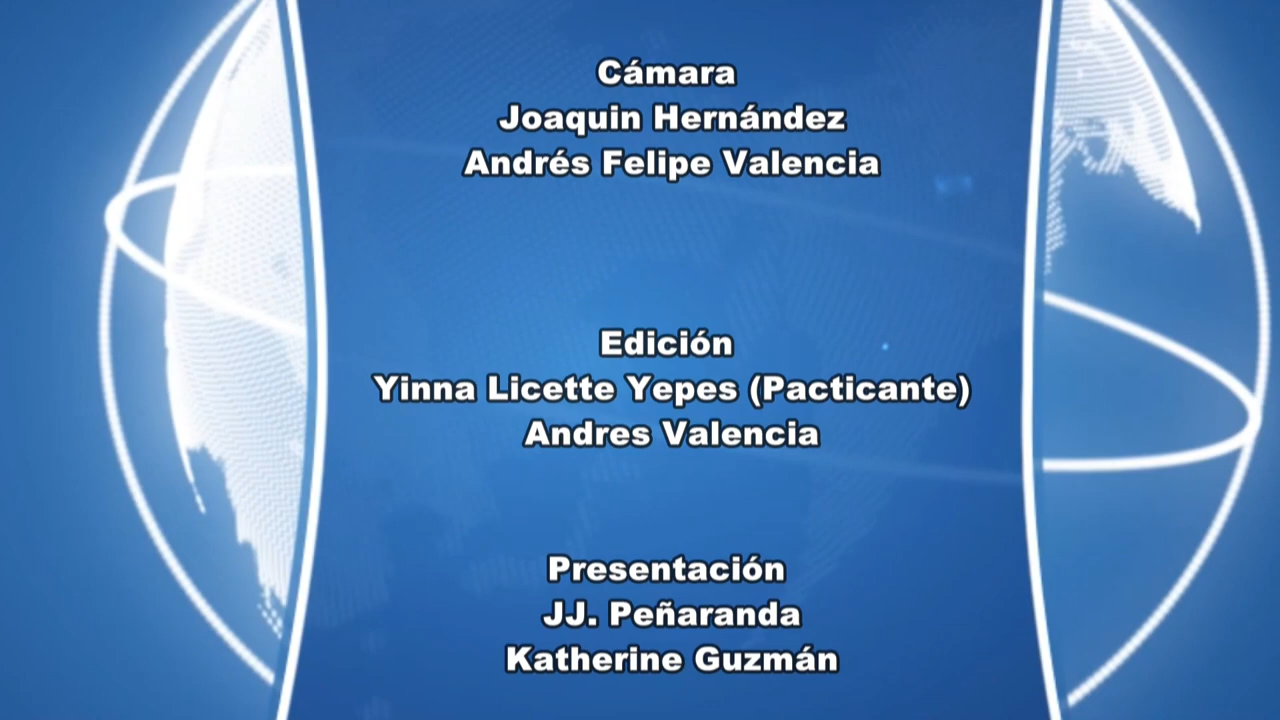 Cámara
Joaquin Hernández
Andrés Felipe Valencia
Edición
Yinna Licette Yepes (Pacticante)
Andres Valencia
Presentación
JJ. Peñaranda
Katherine Guzmán